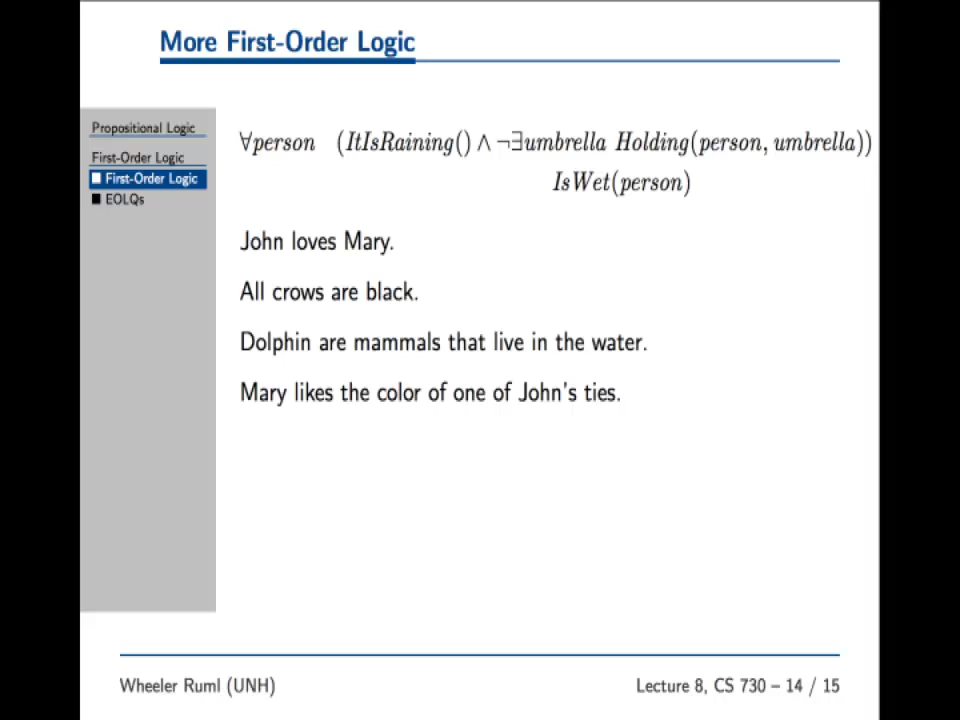 More First-Order Logic
Propositional Logic
First-Order Logic
First-Order Logic
EOLQs
∀person (ItIsRaining() ∧ ¬∃umbrella Holding(person, umbrella))
IsWet(person)
John loves Mary.
All crows are black.
Dolphin are mammals that live in the water.
Mary likes the color of one of John's ties.
Wheeler Ruml (UNH)
Lecture 8, CS 730 – 14 / 15